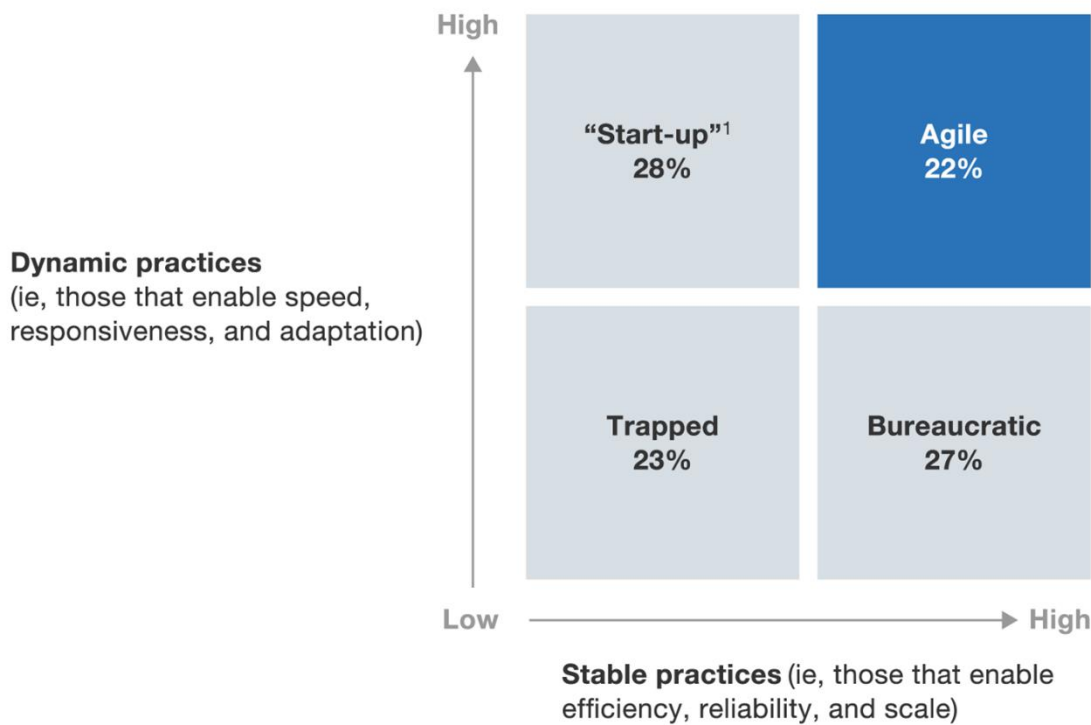 High
“Start-up”1
28%
Agile
22%
Dynamic practices
(ie, those that enable speed,
responsiveness, and adaptation)
Trapped
23%
Bureaucratic
27%
Low
High
Stable practices (ie, those that enable
efficiency, reliability, and scale)